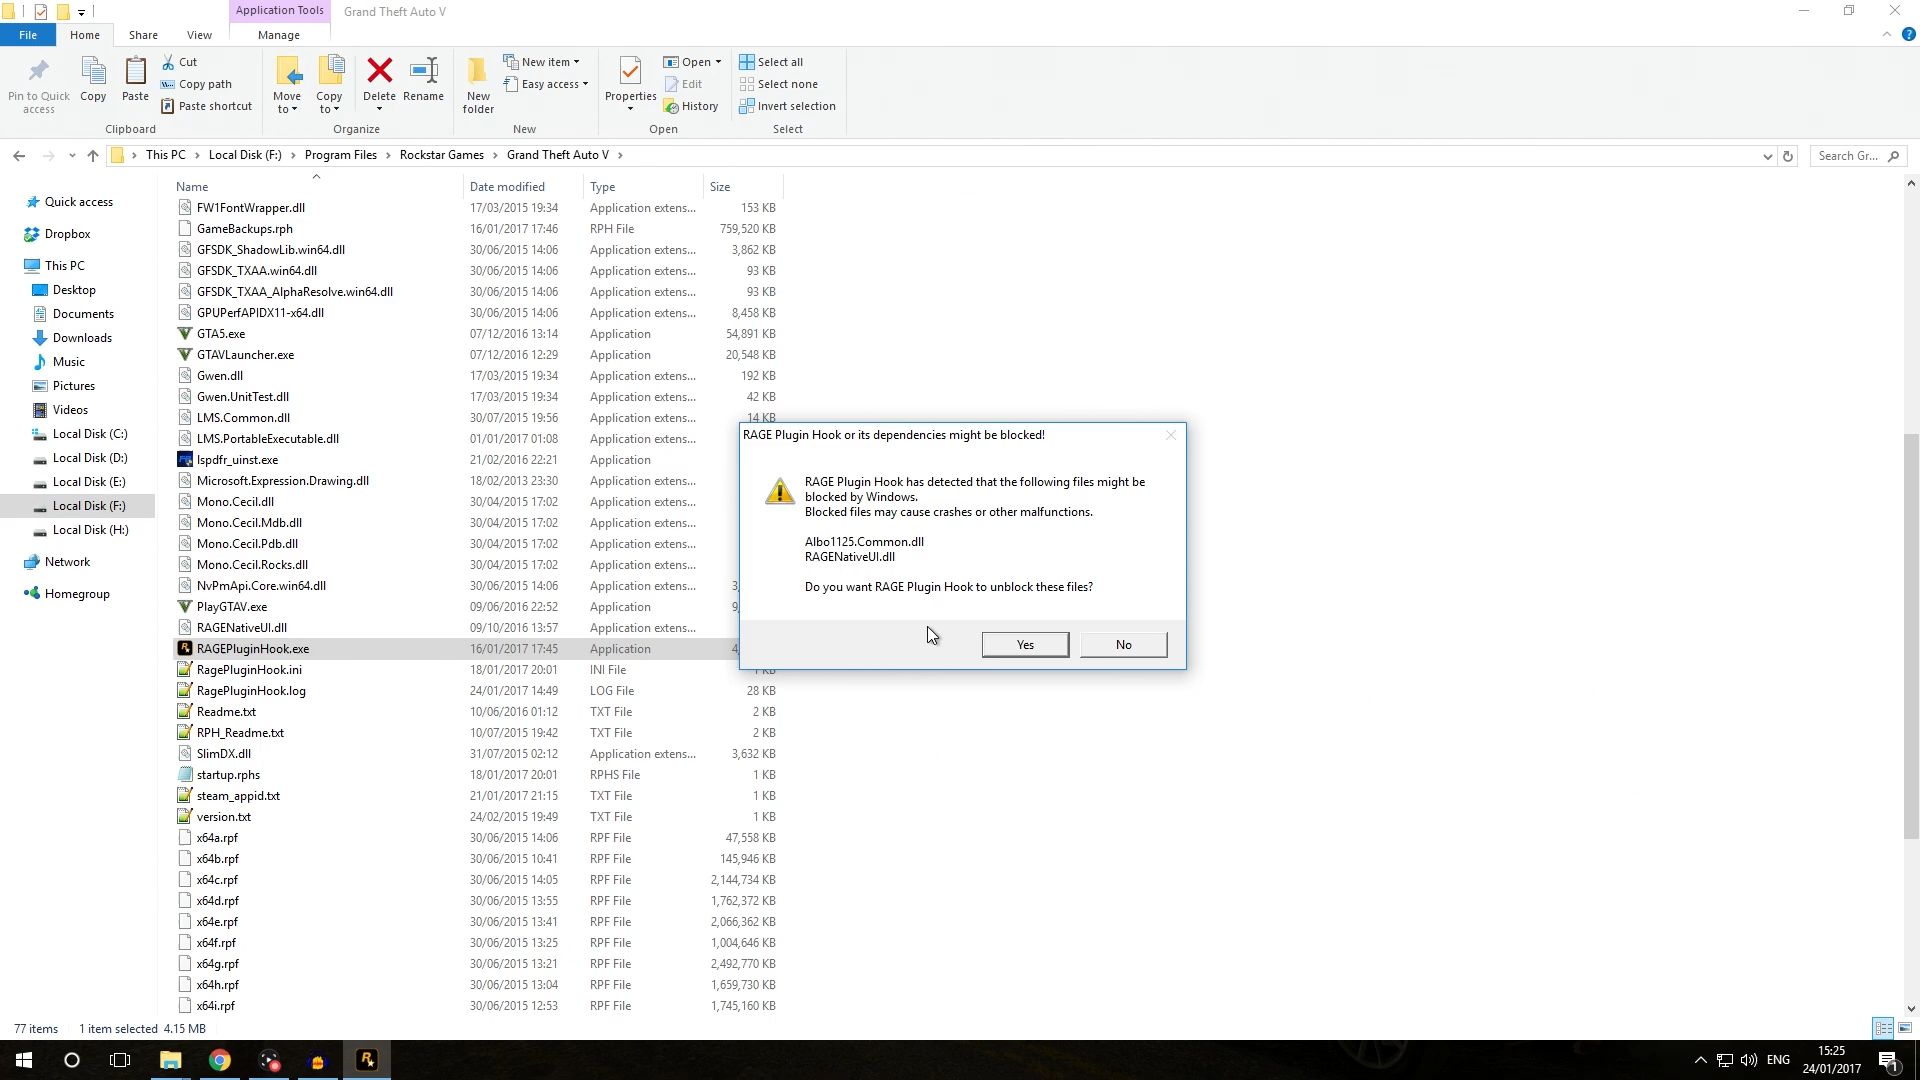 Application Tools
Grand Theft Auto V
File
Home
Share
View
Manage
Pin to Quick access
Copy
Paste
Cut
Copy path
Paste shortcut
Clipboard
Move to
Copy to
Delete
Rename
Organize
New folder
New item
Easy access
New
Properties
Open
Edit
History
Open
Select all
Select none
Invert selection
Select
This PC
Local Disk (F:)
Program Files
Rockstar Games
Grand Theft Auto V
Search Gr...
Quick access
Dropbox
This PC
Desktop
Documents
Downloads
Music
Pictures
Videos
Local Disk (C:)
Local Disk (D:)
Local Disk (E:)
Local Disk (F:)
Local Disk (H:)
Network
Homegroup
Name Date modified Type Size
FW1FontWrapper.dll 17/03/2015 19:34 Application extens... 153 KB
GameBackups.rph 16/01/2017 17:46 RPH File 759,520 KB
GFSDK_ShadowLib.win64.dll 30/06/2015 14:06 Application extens... 3,862 KB
GFSDK_TXAA.win64.dll 30/06/2015 14:06 Application extens... 93 KB
GFSDK_TXAA_AlphaResolve.win64.dll 30/06/2015 14:06 Application extens... 93 KB
GPUPerfAPIDX11-x64.dll 30/06/2015 14:06 Application extens... 8,458 KB
GTA5.exe 07/12/2016 13:14 Application 54,891 KB
GTAVLauncher.exe 07/12/2016 12:29 Application 20,548 KB
Gwen.dll 17/03/2015 19:34 Application extens... 192 KB
Gwen.UnitTest.dll 17/03/2015 19:34 Application extens... 42 KB
LMS.Common.dll 30/07/2015 19:56 Application extens... 14 KB
LMS.PortableExecutable.dll 01/01/2017 01:08 Application extens...
lspdfr_uinst.exe 21/02/2016 22:21 Application
Microsoft.Expression.Drawing.dll 18/02/2013 23:30 Application extens...
Mono.Cecil.dll 30/04/2015 17:02 Application extens...
Mono.Cecil.Mdb.dll 30/04/2015 17:02 Application extens...
Mono.Cecil.Pdb.dll 30/04/2015 17:02 Application extens...
Mono.Cecil.Rocks.dll 30/04/2015 17:02 Application extens...
NvPmApi.Core.win64.dll 30/06/2015 14:06 Application extens... 3,
PlayGTAV.exe 09/06/2016 22:52 Application 9,
RAGENativeUI.dll 09/10/2016 13:57 Application extens...
RAGEPluginHook.exe 16/01/2017 17:45 Application 4,
RagePluginHook.ini 18/01/2017 20:01 INI File 1 KB
RagePluginHook.log 24/01/2017 14:49 LOG File 28 KB
Readme.txt 10/06/2016 01:12 TXT File 2 KB
RPH_Readme.txt 10/07/2015 19:42 TXT File 2 KB
SlimDX.dll 31/07/2015 02:12 Application extens... 3,632 KB
startup.rphs 18/01/2017 20:01 RPHS File 1 KB
steam_appid.txt 21/01/2017 21:15 TXT File 1 KB
version.txt 24/02/2015 19:49 TXT File 1 KB
x64a.rpf 30/06/2015 14:06 RPF File 47,558 KB
x64b.rpf 30/06/2015 10:41 RPF File 145,946 KB
x64c.rpf 30/06/2015 14:05 RPF File 2,144,734 KB
x64d.rpf 30/06/2015 13:55 RPF File 1,762,372 KB
x64e.rpf 30/06/2015 13:41 RPF File 2,066,362 KB
x64f.rpf 30/06/2015 13:25 RPF File 1,004,646 KB
x64g.rpf 30/06/2015 13:21 RPF File 2,492,770 KB
x64h.rpf 30/06/2015 13:04 RPF File 1,659,730 KB
x64i.rpf 30/06/2015 12:53 RPF File 1,745,160 KB
RAGE Plugin Hook or its dependencies might be blocked!
RAGE Plugin Hook has detected that the following files might be
blocked by Windows.
Blocked files may cause crashes or other malfunctions.
Albo1125.Common.dll
RAGENativeUI.dll
Do you want RAGE Plugin Hook to unblock these files?
Yes
No
77 items 1 item selected 4.15 MB
ENG
15:25
24/01/2017
1